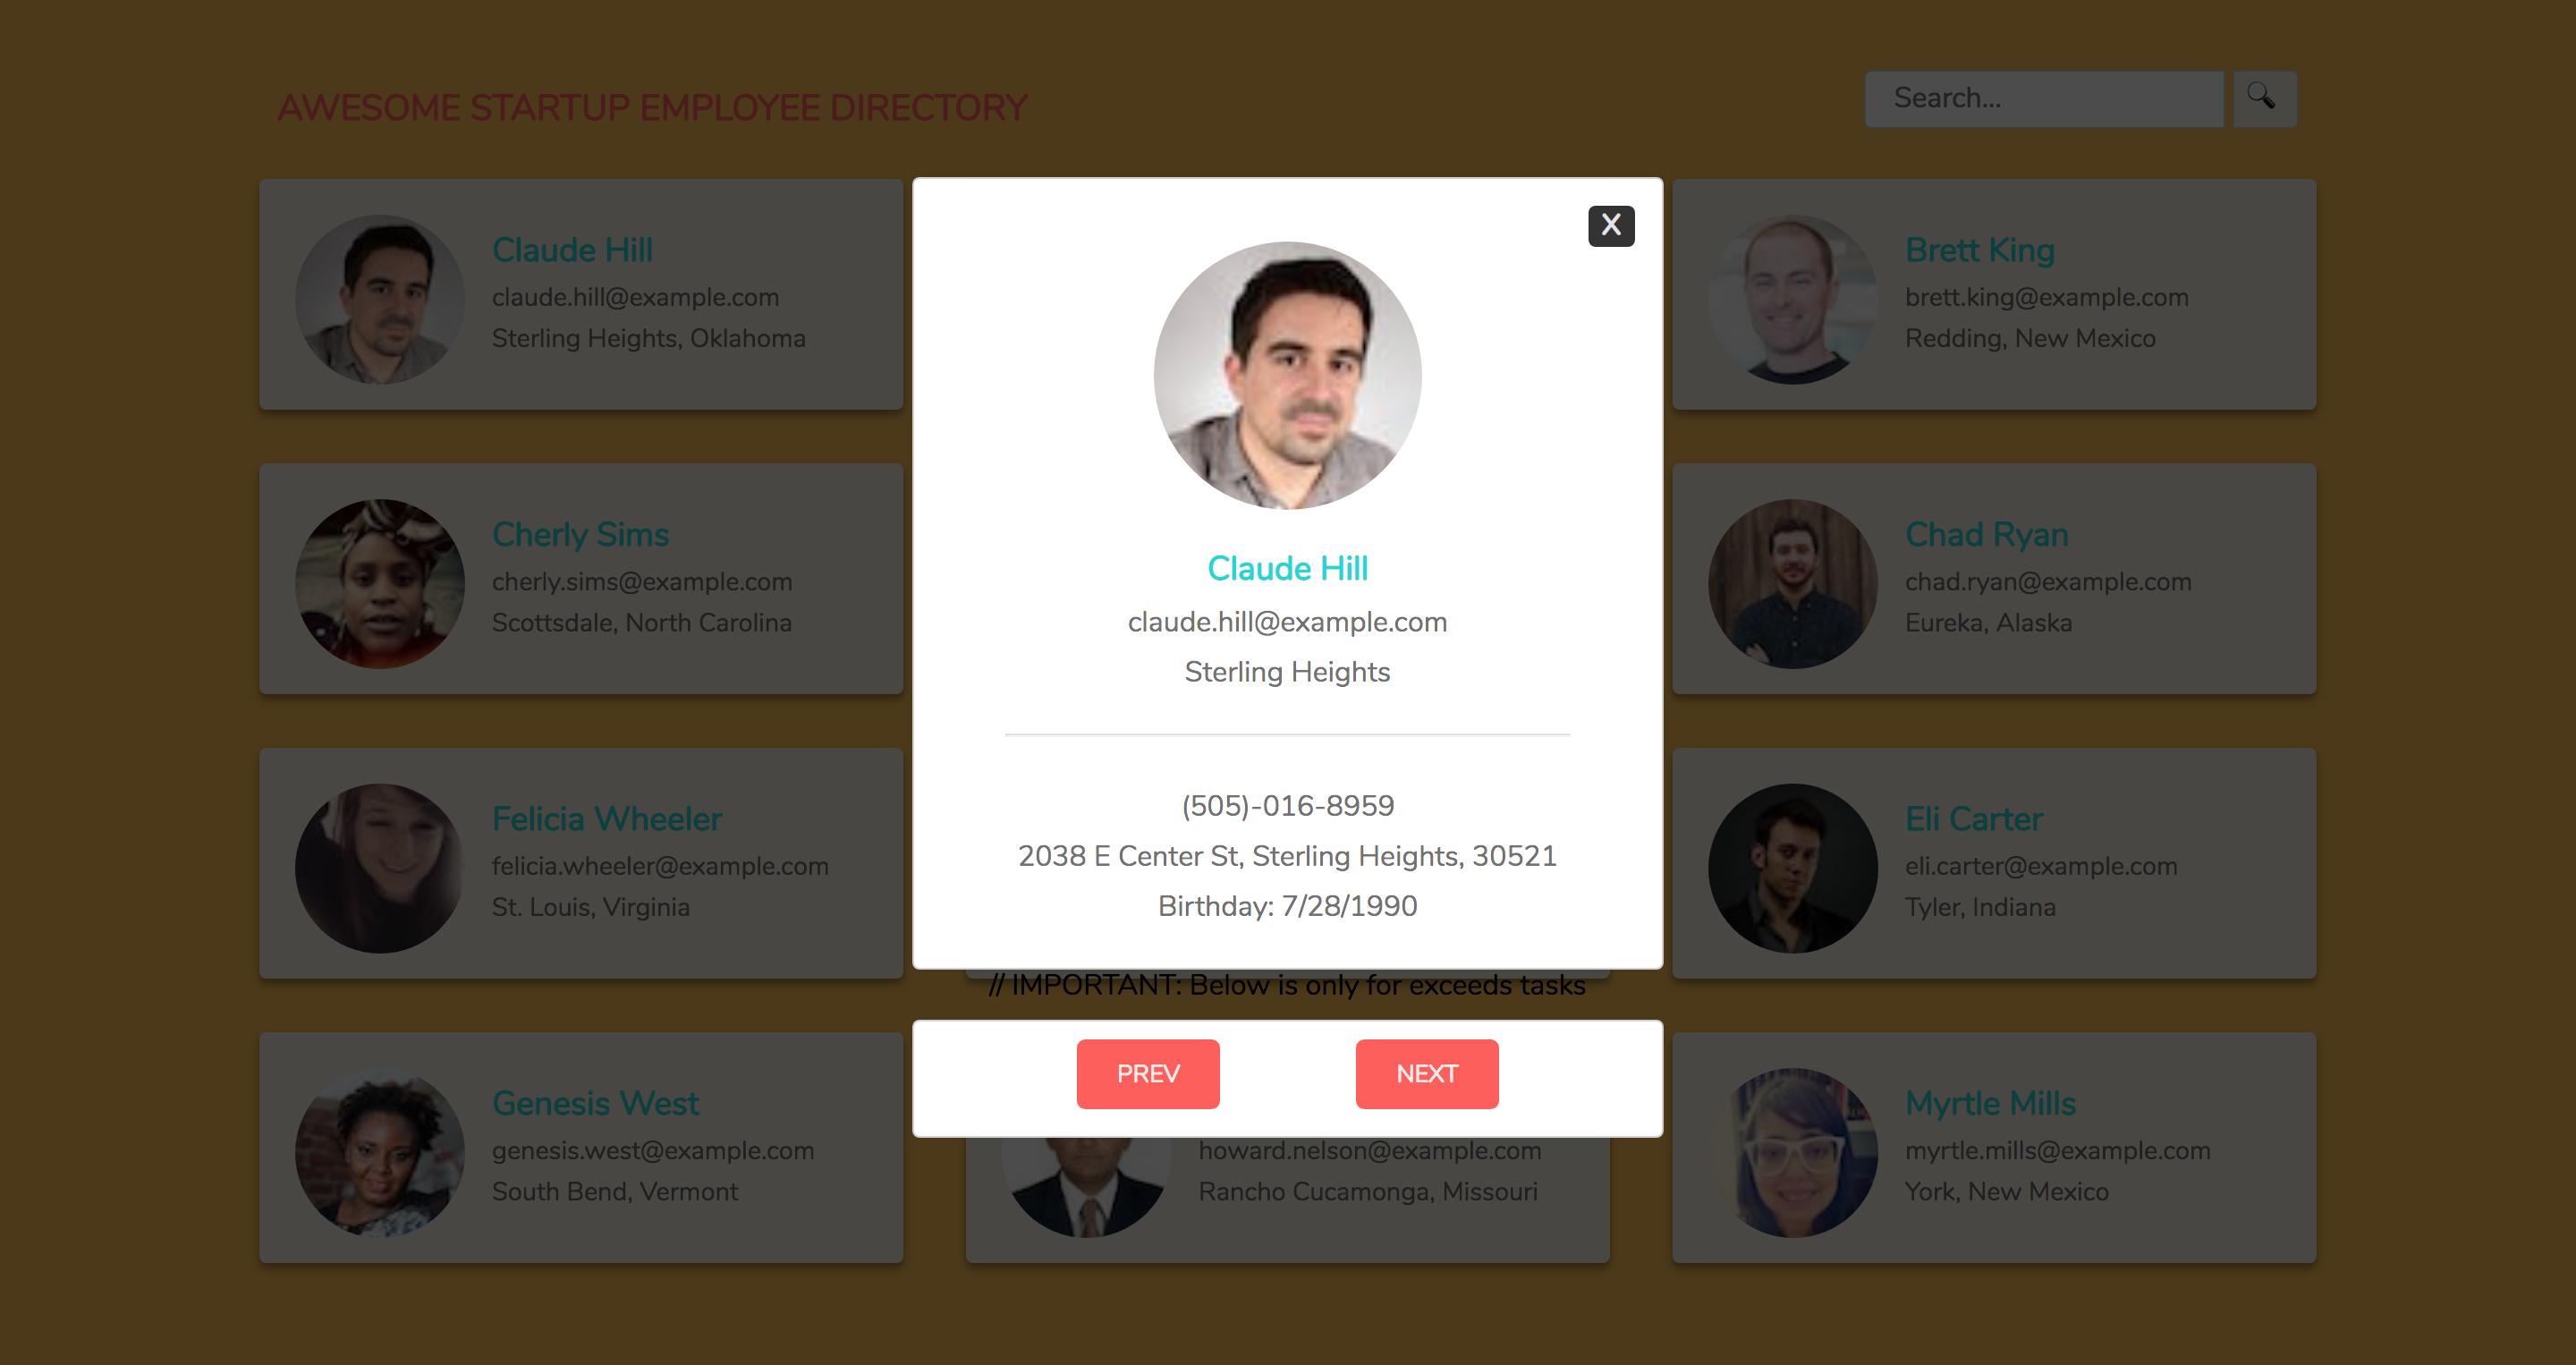 AWESOME STARTUP EMPLOYEE DIRECTORY
Search...
Claude Hill
claude.hill@example.com
Sterling Heights, Oklahoma
X
Claude Hill
claude.hill@example.com
Sterling Heights
(505)-016-8959
2038 E Center St, Sterling Heights, 30521
Birthday: 7/28/1990
Brett King
brett.king@example.com
Redding, New Mexico
Cherly Sims
cherly.sims@example.com
Scottsdale, North Carolina
Chad Ryan
chad.ryan@example.com
Eureka, Alaska
Felicia Wheeler
felicia.wheeler@example.com
St. Louis, Virginia
Eli Carter
eli.carter@example.com
Tyler, Indiana
// IMPORTANT: Below is only for exceeds tasks
PREV
NEXT
Genesis West
genesis.west@example.com
South Bend, Vermont
howard.nelson@example.com
Rancho Cucamonga, Missouri
Myrtle Mills
myrtle.mills@example.com
York, New Mexico